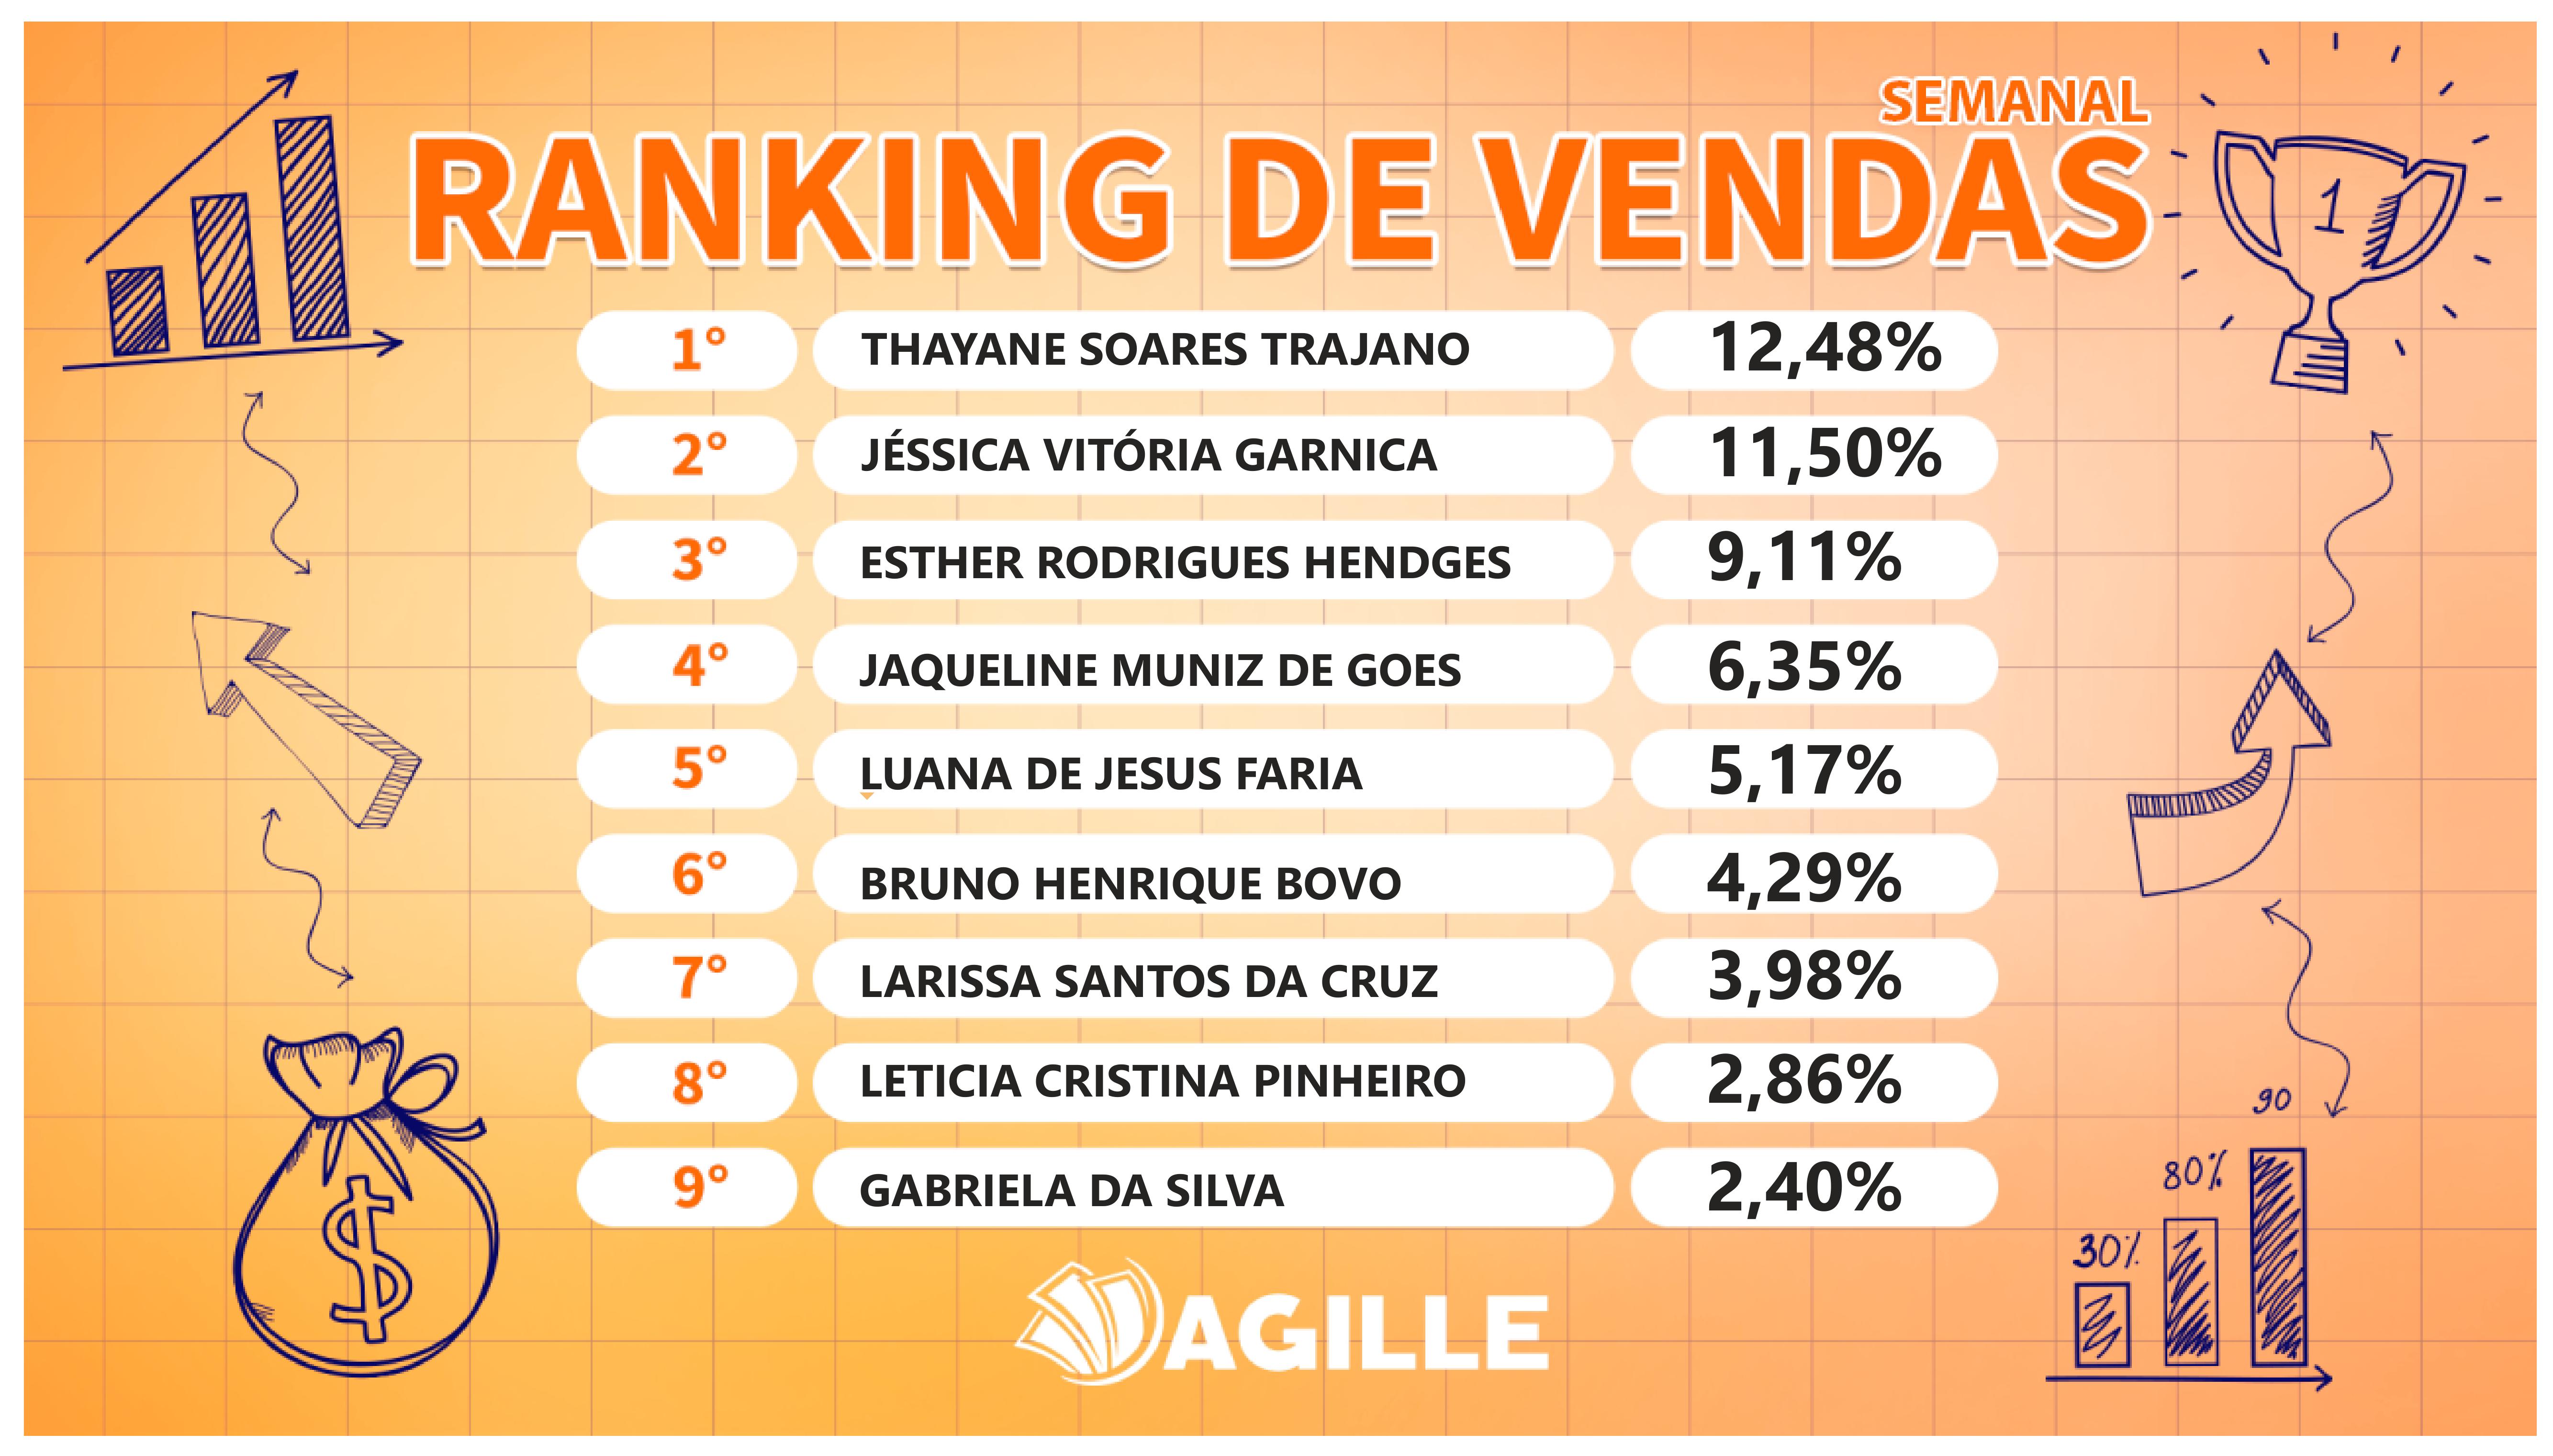 SEMANAL
RANKING DE VENDAS
1
1° THAYANE SOARES TRAJANO 12,48%
2° JÉSSICA VITÓRIA GARNICA 11,50%
3° ESTHER RODRIGUES HENDGES 9,11%
4° JAQUELINE MUNIZ DE GOES 6,35%
5° LUANA DE JESUS FARIA 5,17%
6° BRUNO HENRIQUE BOVO 4,29%
7° LARISSA SANTOS DA CRUZ 3,98%
8° LETICIA CRISTINA PINHEIRO 2,86%
9° GABRIELA DA SILVA 2,40%
$
90
80%
30%
AGILLE